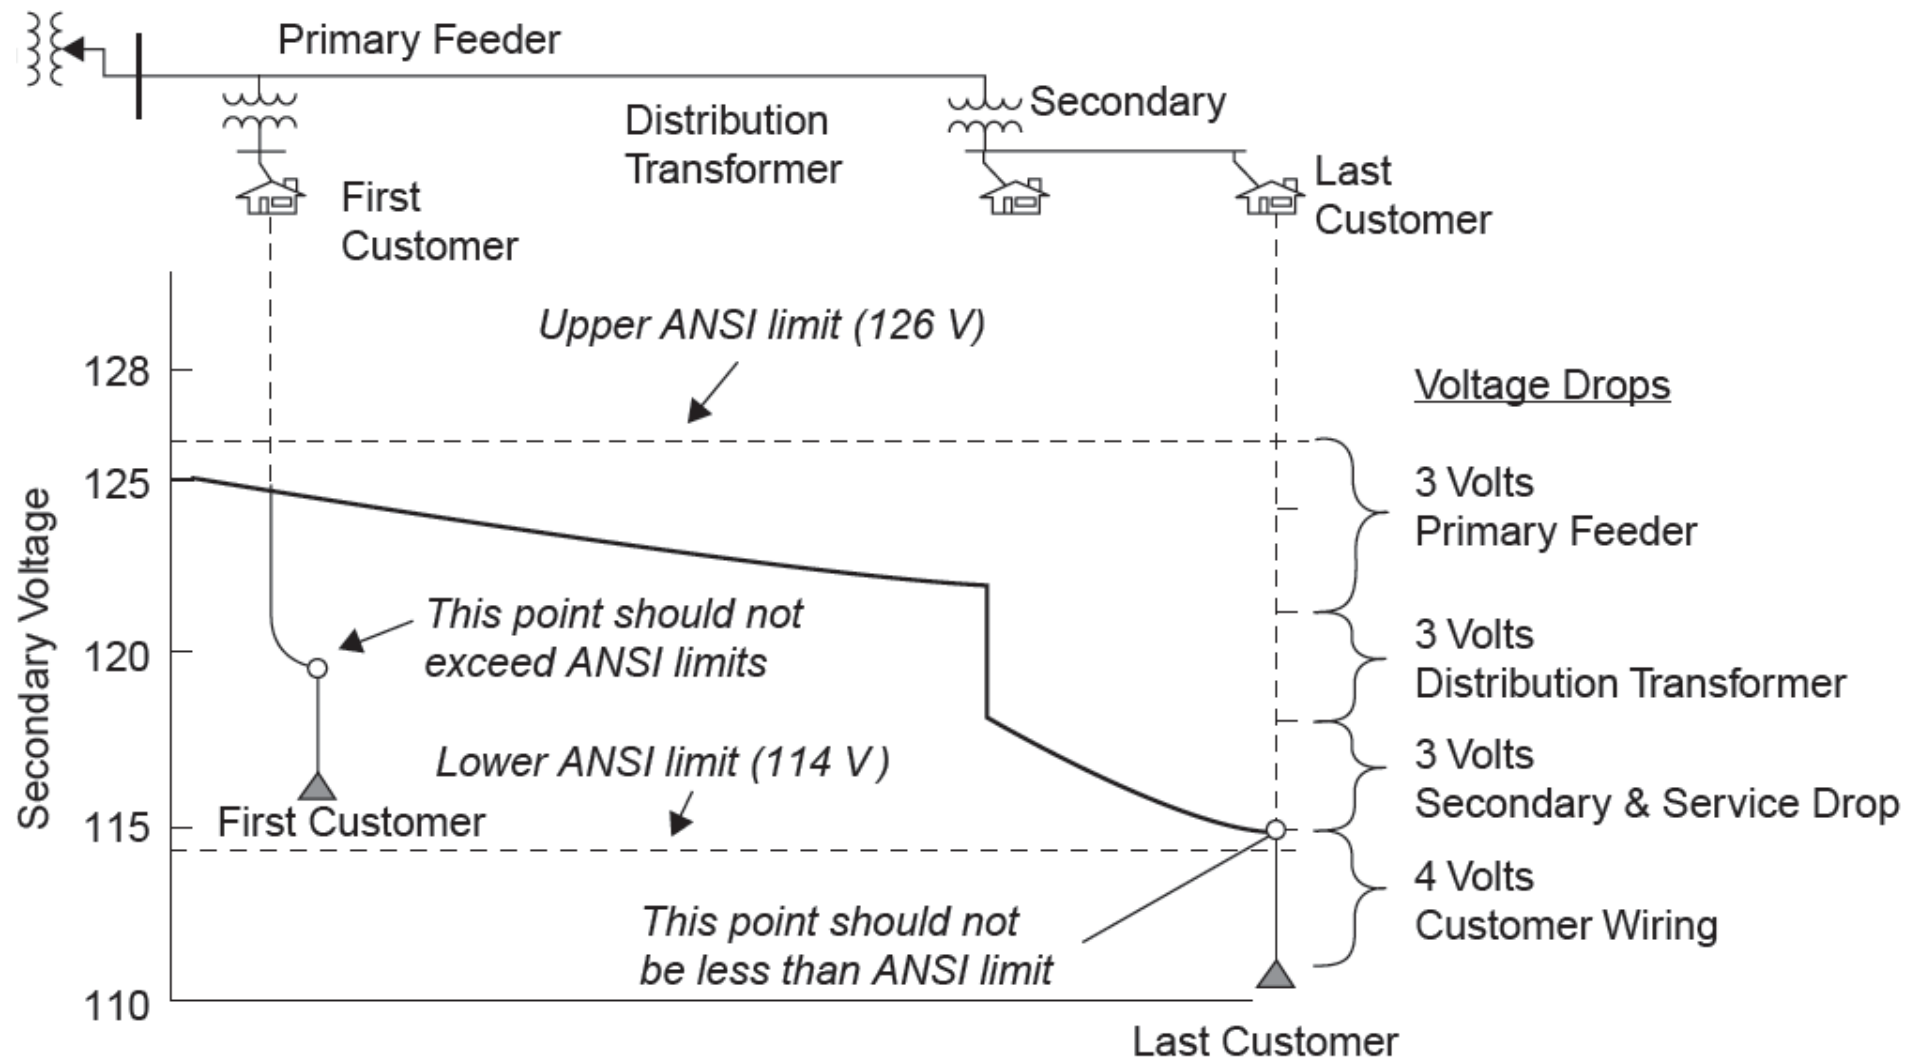 Primary Feeder
Secondary
Distribution
Transformer
Last
Customer
First
Customer
Upper ANSI limit (126 V)
128
Voltage Drops
125
3 Volts
Primary Feeder
This point should not
exceed ANSI limits
120
3 Volts
Distribution Transformer
Secondary Voltage
Lower ANSI limit (114 V)
3 Volts
Secondary & Service Drop
First Customer
115
4 Volts
Customer Wiring
This point should not
be less than ANSI limit
110
Last Customer